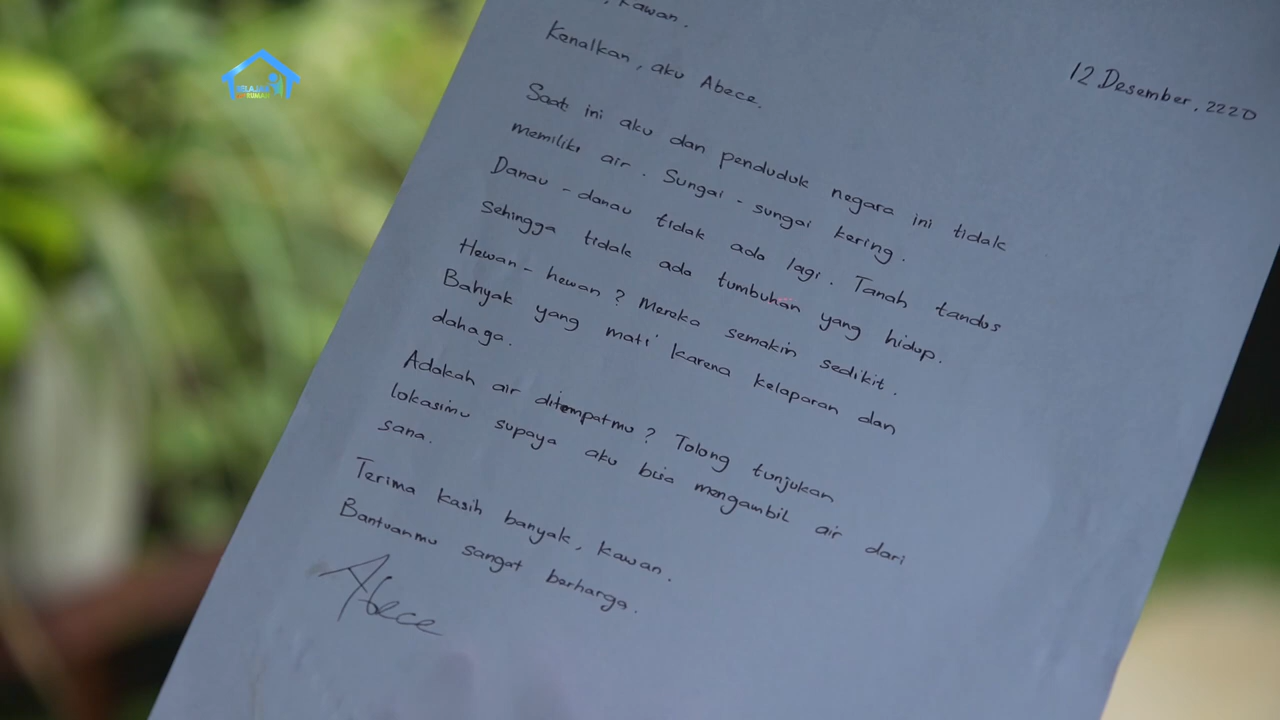 , kawan.
12 Desember, 2220
Kenalkan, aku Abece.
Saat ini aku dan penduduk negara ini tidak
memiliki air. Sungai - sungai kering.
Danau - danau tidak ada lagi. Tanah tandus
sehingga tidak ada tumbuhan yang hidup.
Hewan - hewan? Mereka semakin sedikit.
Banyak yang mati karena kelaparan dan
dahaga.
Adakah air ditempatmu? Tolong tunjukan
lokasimu supaya aku bisa mengambil air dari
sana.
Terima kasih banyak, kawan.
Bantuanmu sangat berharga.
Abece
BELAJAR
RUMAH